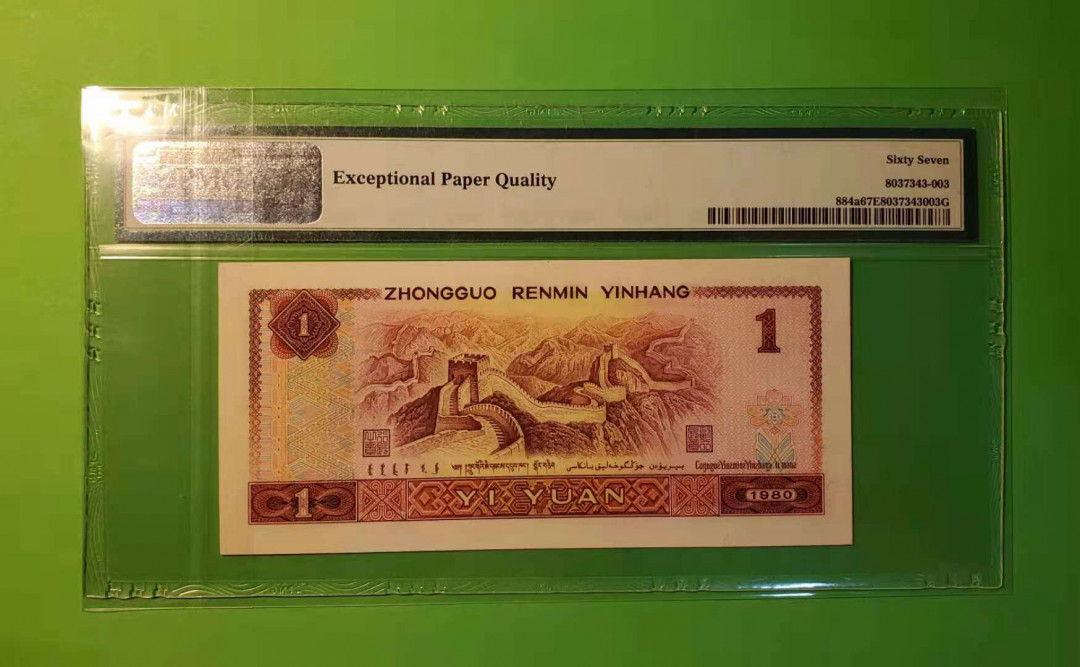 Exceptional Paper Quality
Sixty Seven
8037343-003
884a67E8037343003G
ZHONGGUO RENMIN YINHANG
1
1
1
YI YUAN
1980